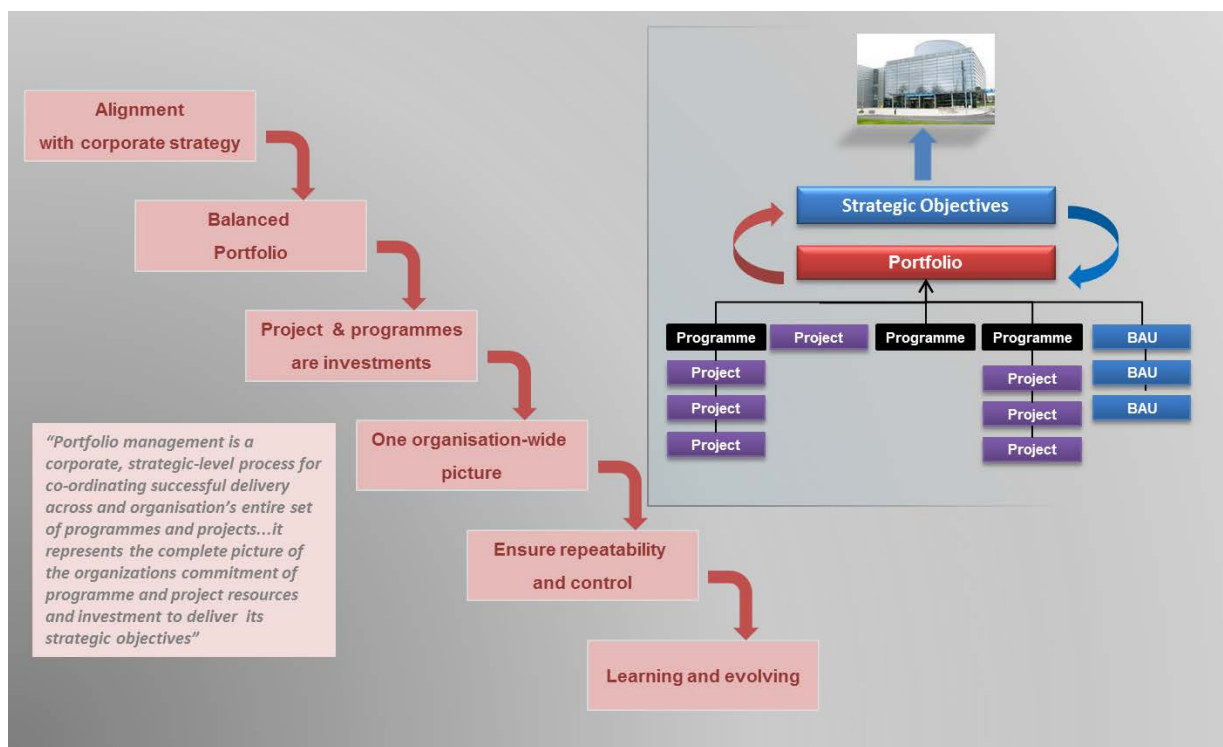 Alignment
with corporate strategy
Balanced
Portfolio
Project & programmes
are investments
One organisation-wide
picture
Ensure repeatability
and control
Learning and evolving
“Portfolio management is a
corporate, strategic-level process for
co-ordinating successful delivery
across and organisation’s entire set
of programmes and projects...it
represents the complete picture of
the organizations commitment of
programme and project resources
and investment to deliver its
strategic objectives”
Strategic Objectives
Portfolio
Programme
Project
Project
Project
Project
Programme
Programme
Project
Project
Project
BAU
BAU
BAU